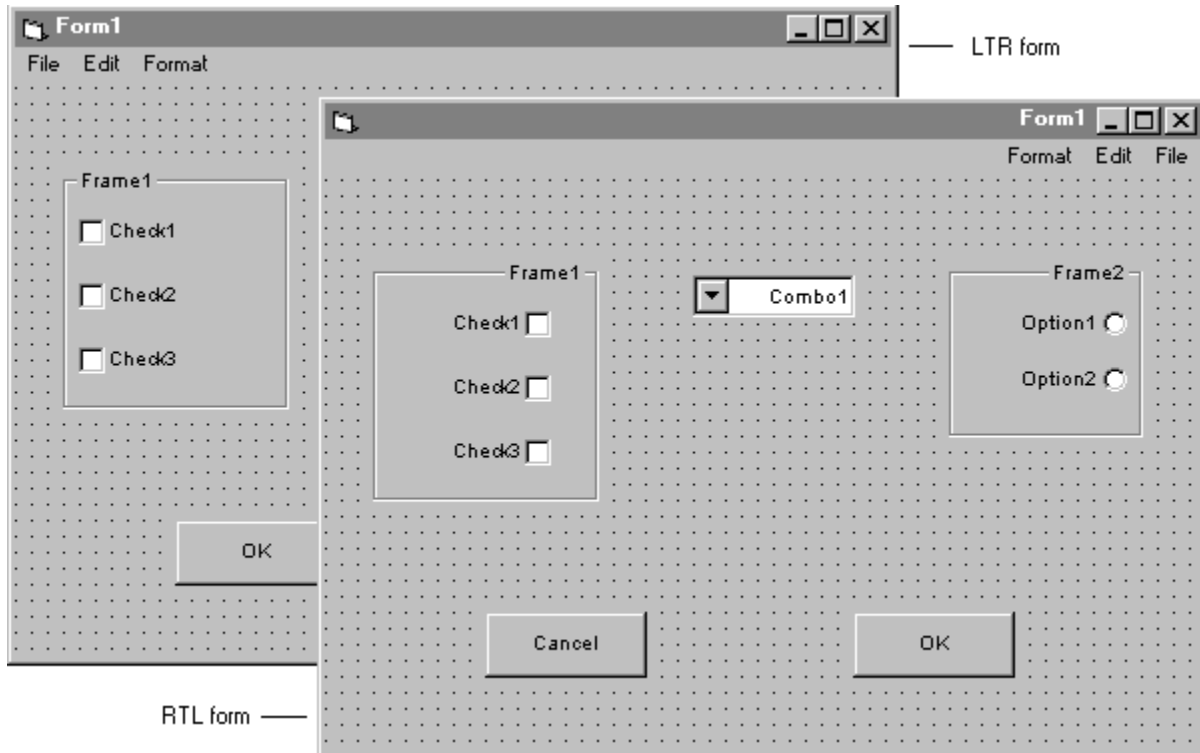 Form1
LTR form
File Edit Format
Form1
Format Edit File
Frame1
Check1
Check2
Check3
OK
Frame1
Check1
Check2
Check3
Combo1
Frame2
Option1
Option2
Cancel
OK
RTL form